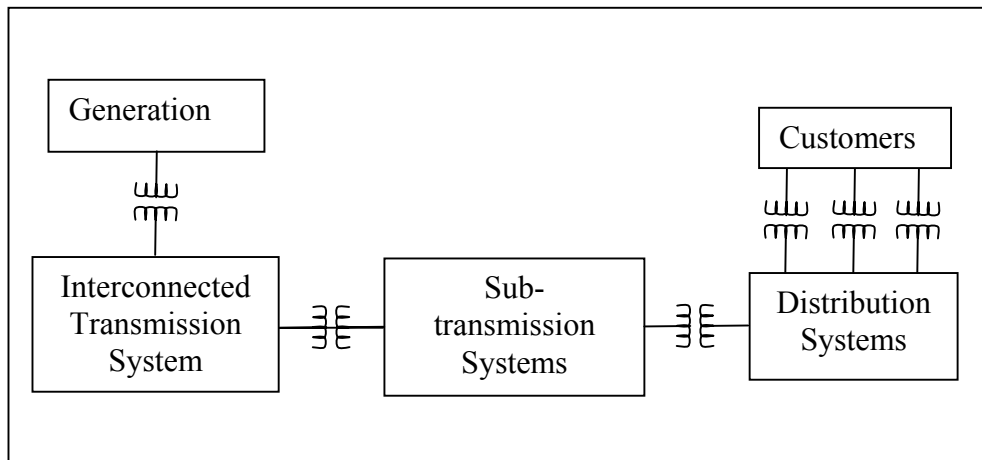 Generation
Customers
Interconnected
Transmission
System
Sub-
transmission
Systems
Distribution
Systems